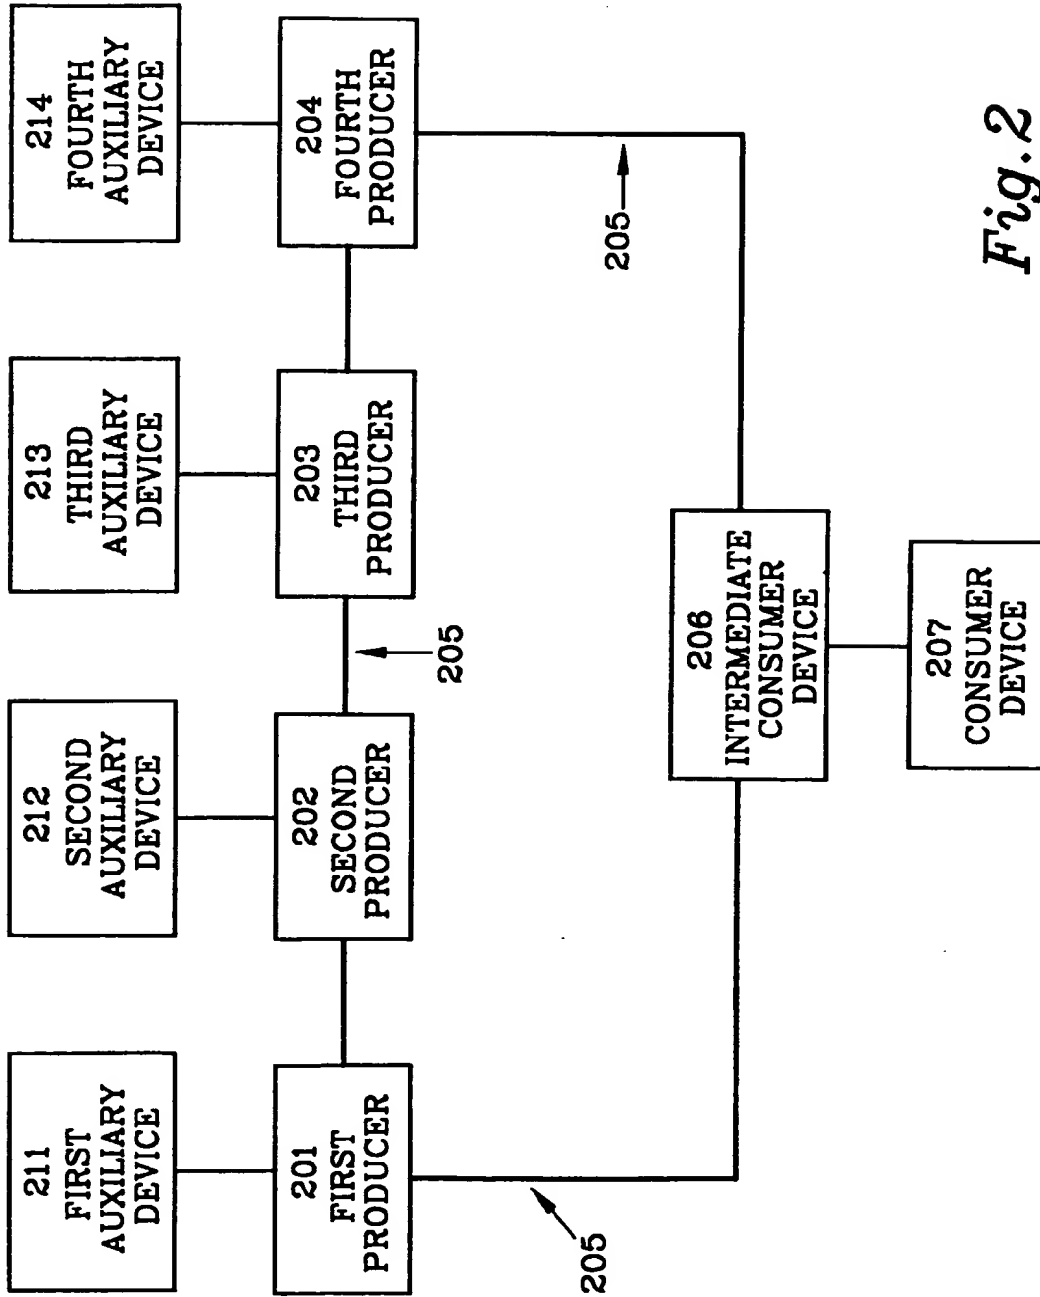 211
FIRST
AUXILIARY
DEVICE
212
SECOND
AUXILIARY
DEVICE
213
THIRD
AUXILIARY
DEVICE
214
FOURTH
AUXILIARY
DEVICE
201
FIRST
PRODUCER
202
SECOND
PRODUCER
203
THIRD
PRODUCER
204
FOURTH
PRODUCER
205
205
205
206
INTERMEDIATE
CONSUMER
DEVICE
207
CONSUMER
DEVICE
Fig.2